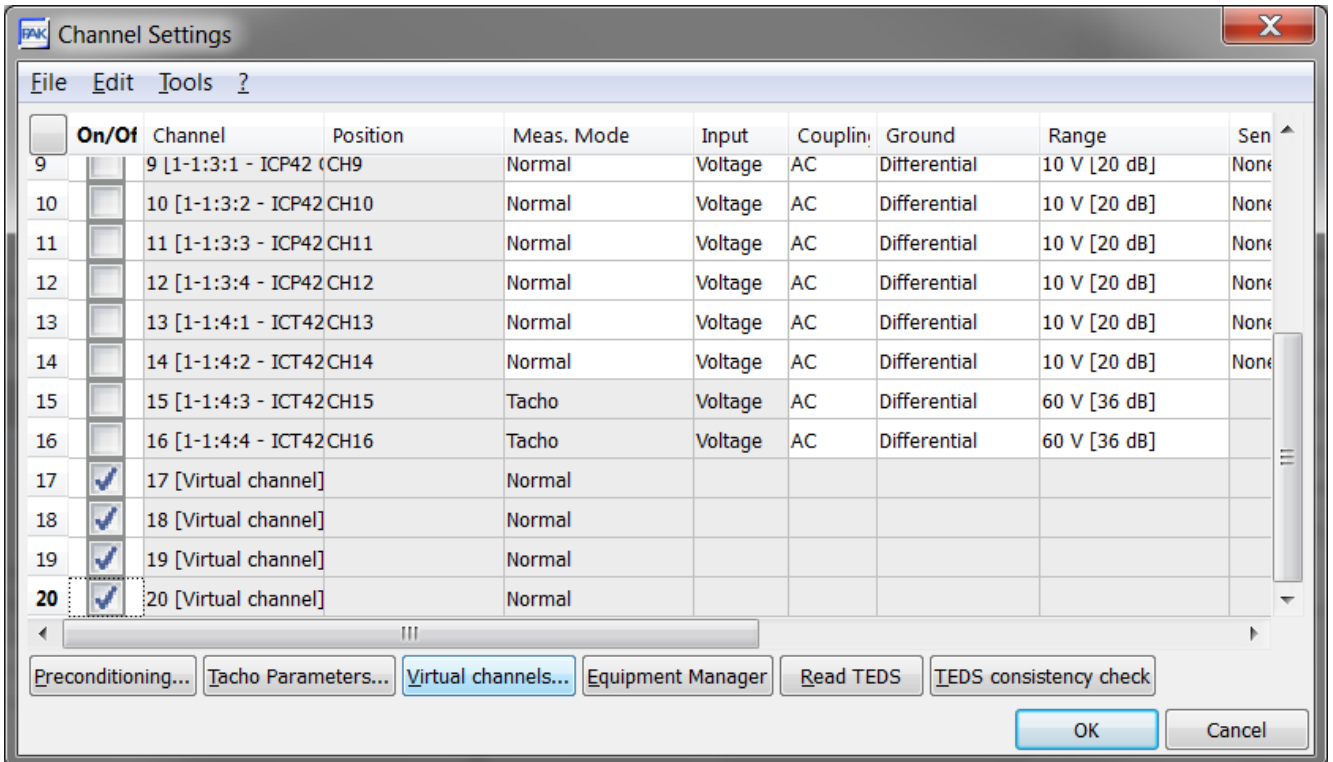 PAK Channel Settings
File Edit Tools ?
On/Of Channel Position Meas. Mode Input Coupling Ground Range Sen
9 9 [1-1:3:1 - ICP42 ( CH9 Normal Voltage AC Differential 10 V [20 dB] None
10 10 [1-1:3:2 - ICP42 CH10 Normal Voltage AC Differential 10 V [20 dB] None
11 11 [1-1:3:3 - ICP42 CH11 Normal Voltage AC Differential 10 V [20 dB] None
12 12 [1-1:3:4 - ICP42 CH12 Normal Voltage AC Differential 10 V [20 dB] None
13 13 [1-1:4:1 - ICT42 CH13 Normal Voltage AC Differential 10 V [20 dB] None
14 14 [1-1:4:2 - ICT42 CH14 Normal Voltage AC Differential 10 V [20 dB] None
15 15 [1-1:4:3 - ICT42 CH15 Tacho Voltage AC Differential 60 V [36 dB]
16 16 [1-1:4:4 - ICT42 CH16 Tacho Voltage AC Differential 60 V [36 dB]
17 17 [Virtual channel] Normal
18 18 [Virtual channel] Normal
19 19 [Virtual channel] Normal
20 20 [Virtual channel] Normal
Preconditioning... Tacho Parameters... Virtual channels... Equipment Manager Read TEDS TEDS consistency check
OK Cancel